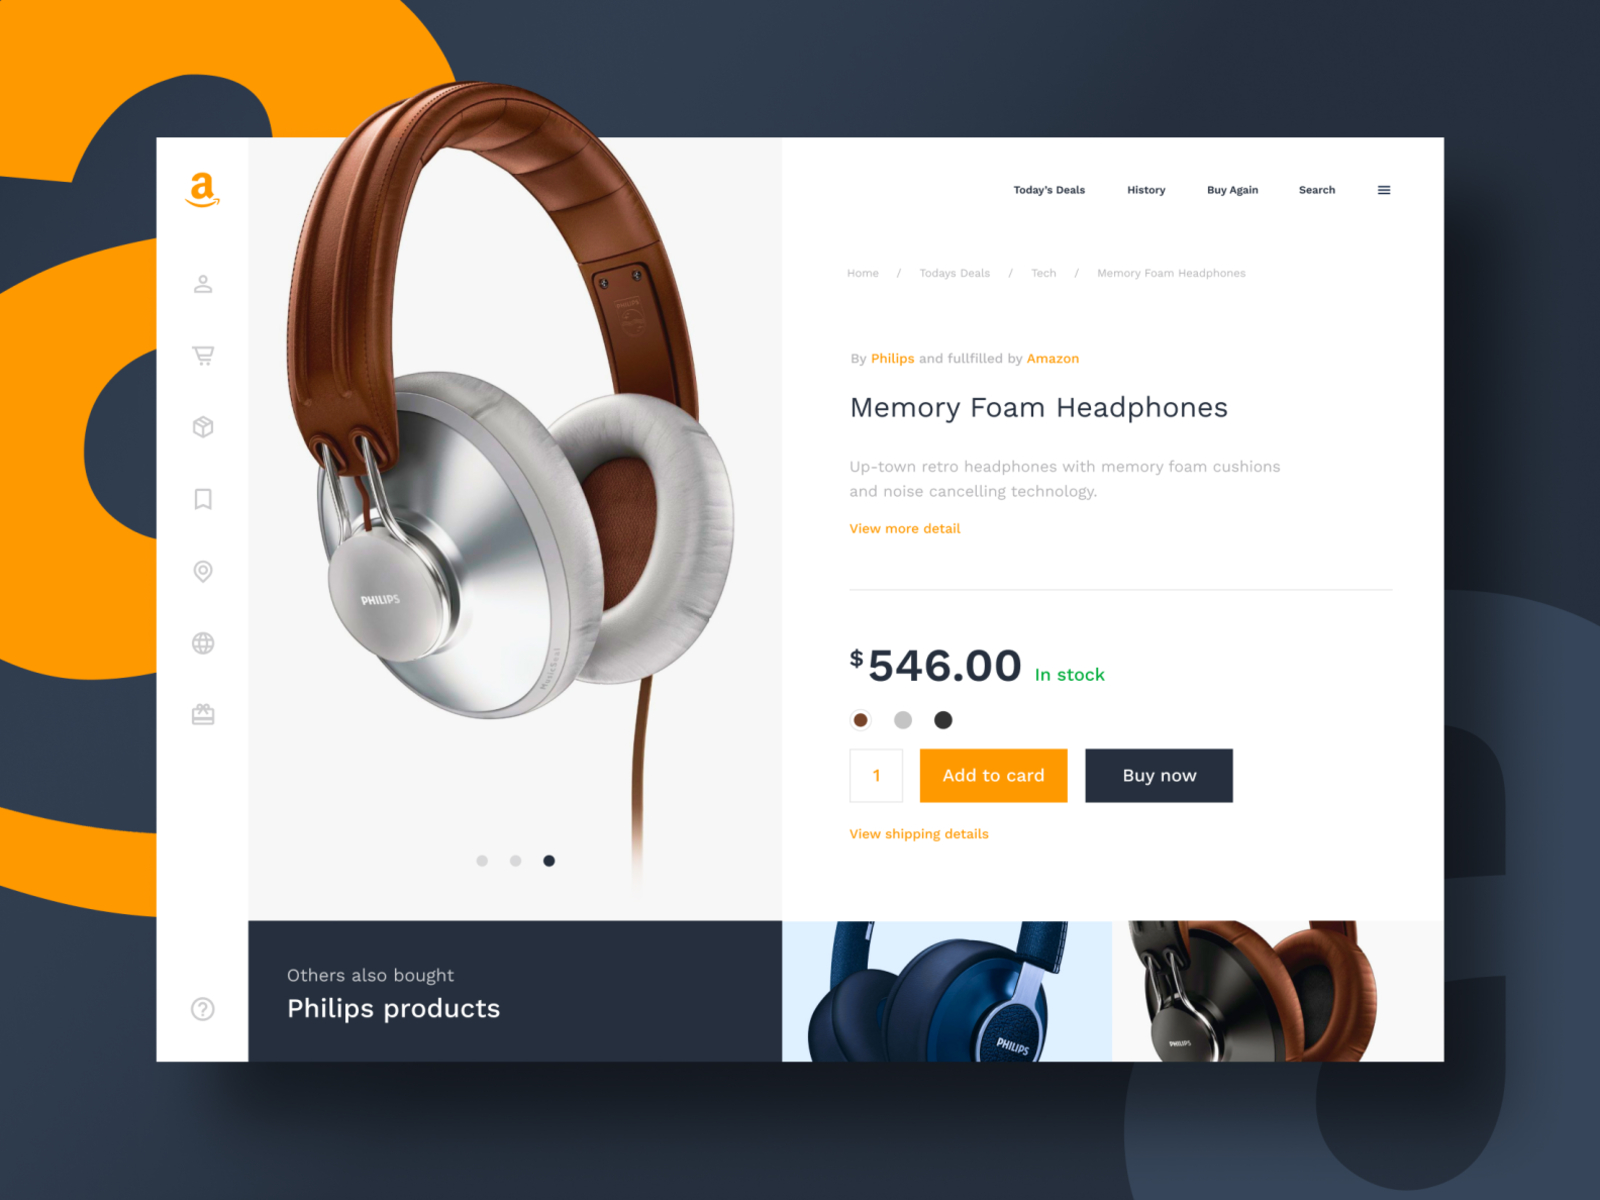 a
Today's Deals
History
Buy Again
Search
Home / Todays Deals / Tech / Memory Foam Headphones
By Philips and fullfilled by Amazon
Memory Foam Headphones
Up-town retro headphones with memory foam cushions
and noise cancelling technology.
View more detail
$546.00 In stock
1
Add to card
Buy now
View shipping details
PHILIPS
PHILIPS
MusicSeal
Others also bought
Philips products
PHILIPS
PHILIPS